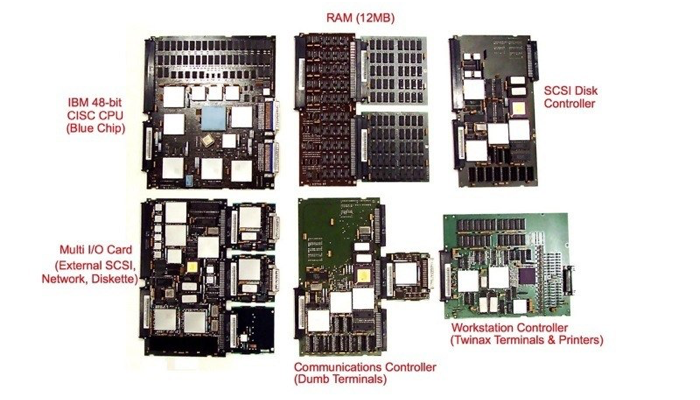 RAM (12MB)
IBM 48-bit
CISC CPU
(Blue Chip)
SCSI Disk
Controller
Multi I/O Card
(External SCSI,
Network, Diskette)
Communications Controller
(Dumb Terminals)
Workstation Controller
(Twinax Terminals & Printers)